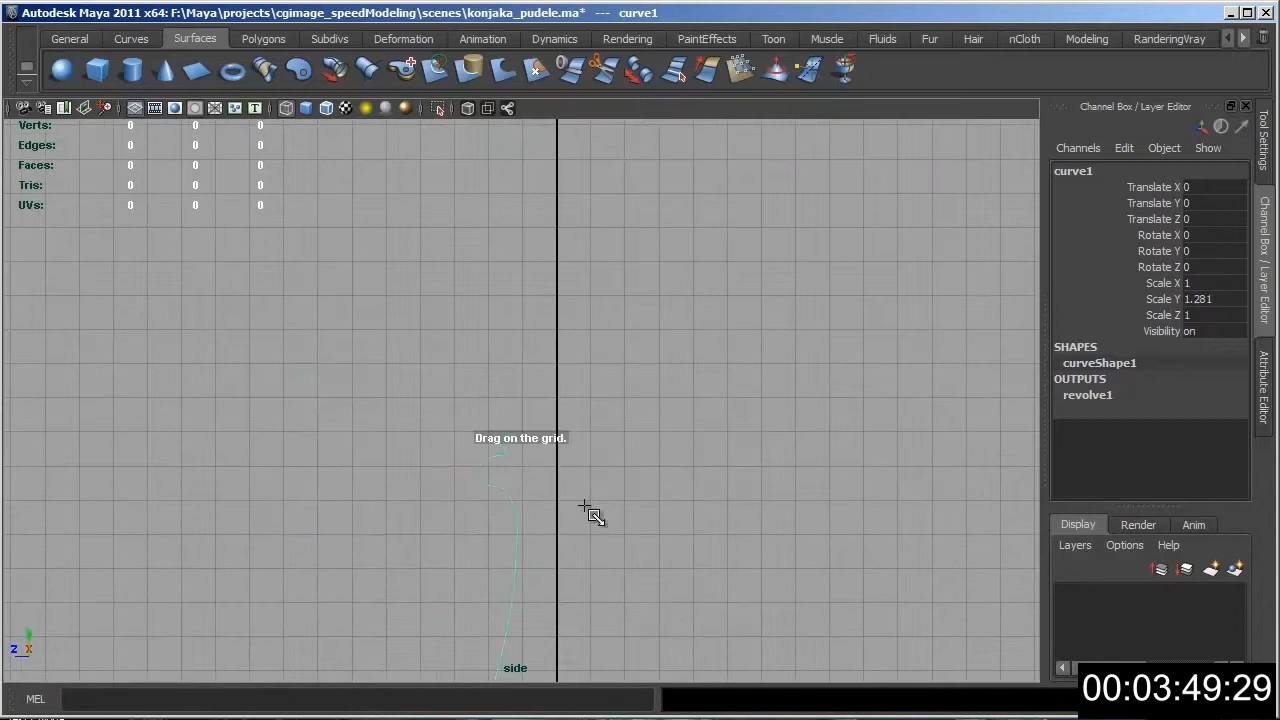 Autodesk Maya 2011 x64: F:\Maya\projects\cgimage_speedModeling\scenes\konjaka_pudele.ma* --- curve1
General Curves Surfaces Polygons Subdivs Deformation Animation Dynamics Rendering PaintEffects Toon Muscle Fluids Fur Hair nCloth Modeling RenderingVray
Channel Box / Layer Editor
Channels Edit Object Show
Verts: 0 0 0
Edges: 0 0 0
Faces: 0 0 0
Tris: 0 0 0
UVs: 0 0 0
curve1
Translate X 0
Translate Y 0
Translate Z 0
Rotate X 0
Rotate Y 0
Rotate Z 0
Scale X 1
Scale Y 1.281
Scale Z 1
Visibility on
SHAPES
curveShape1
OUTPUTS
revolve1
Tool Settings
Channel Box / Layer Editor
Attribute Editor
Drag on the grid.
Display Render Anim
Layers Options Help
Z X
side
MEL
00:03:49:29